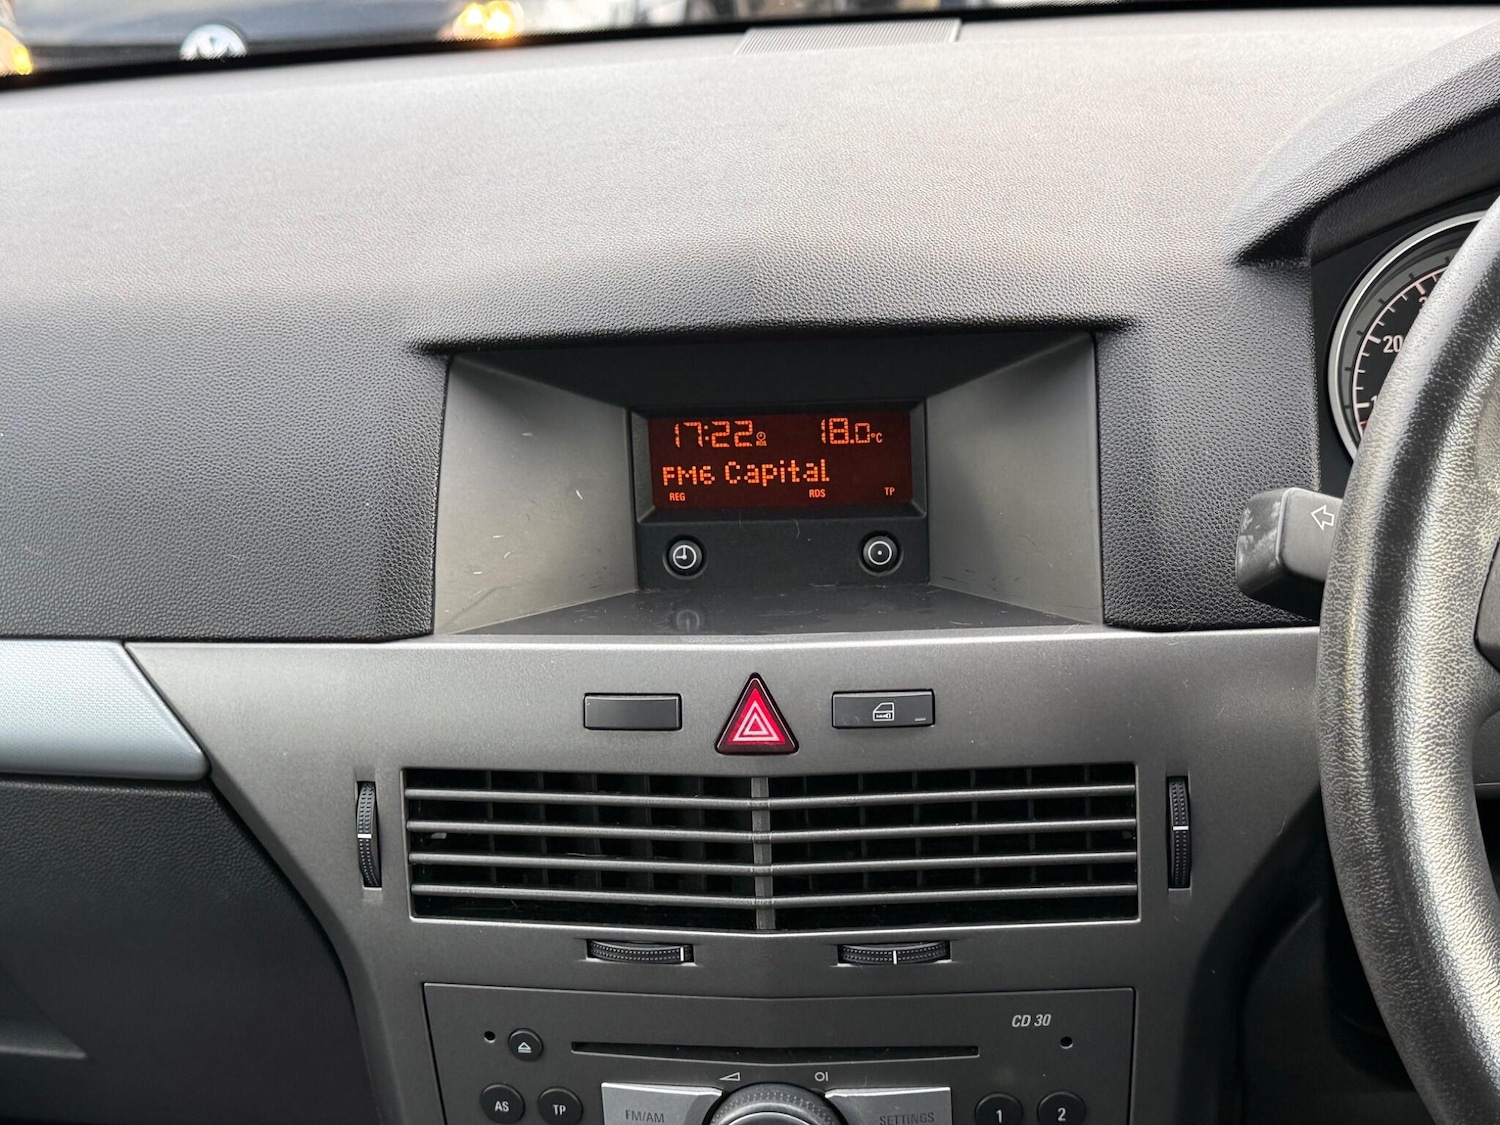 17:22 RDS 18.0°C
FM6 Capital
REG RDS TP
20
CD 30
AS TP FM/AM SETTINGS 1 2